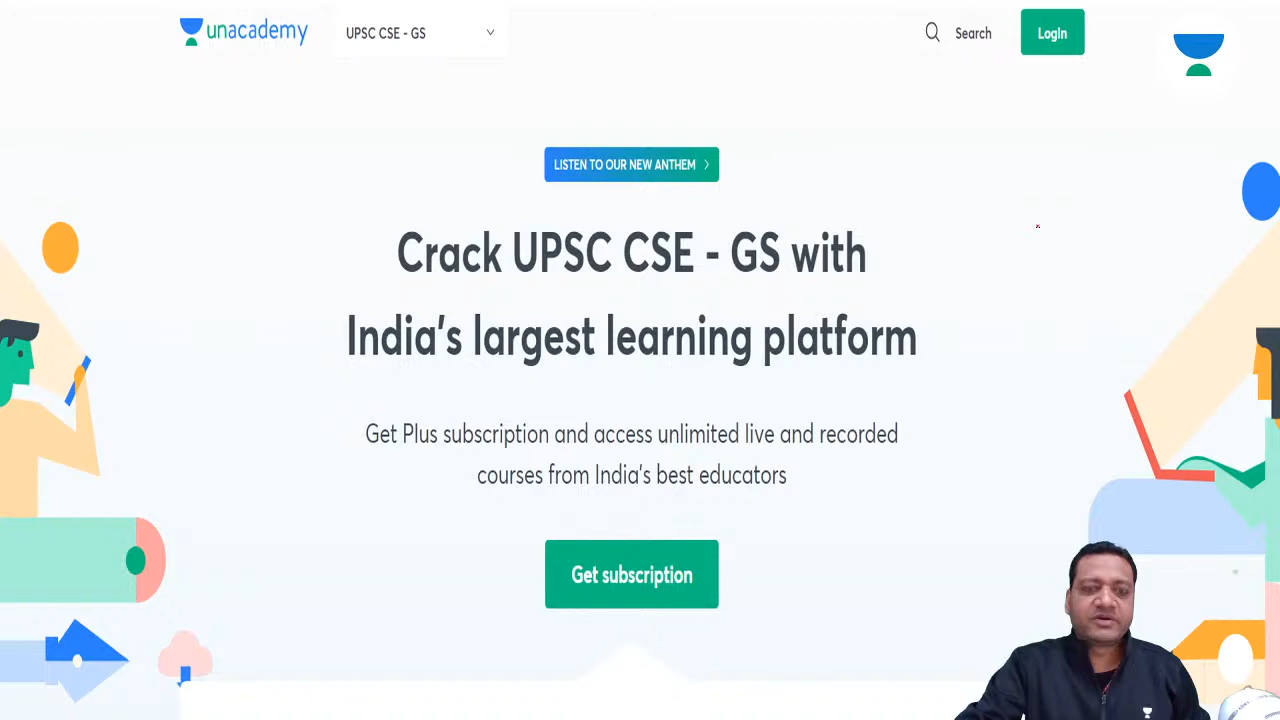 unacademy
UPSC CSE - GS
Search
Login
LISTEN TO OUR NEW ANTHEM
Crack UPSC CSE - GS with
India's largest learning platform
Get Plus subscription and access unlimited live and recorded
courses from India's best educators
Get subscription